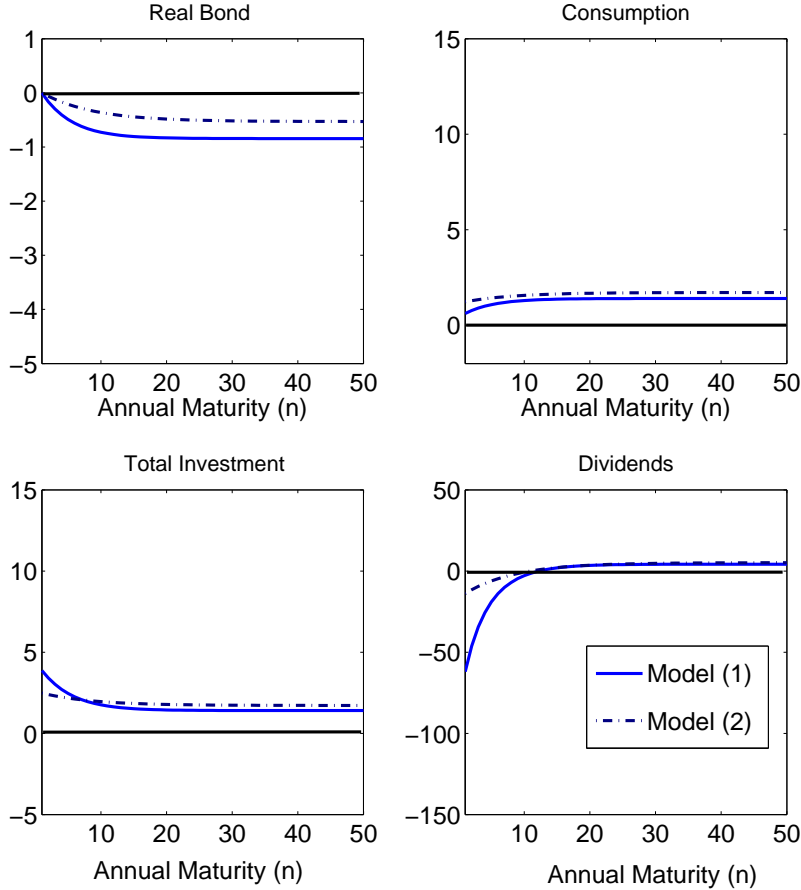 Real Bond
1
0
−1
−2
−3
−4
−5
10 20 30 40 50
Annual Maturity (n)
Consumption
15
10
5
0
10 20 30 40 50
Annual Maturity (n)
Total Investment
15
10
5
0
−5
10 20 30 40 50
Annual Maturity (n)
Dividends
50
0
−50
−100
−150
10 20 30 40 50
Annual Maturity (n)
Model (1)
Model (2)